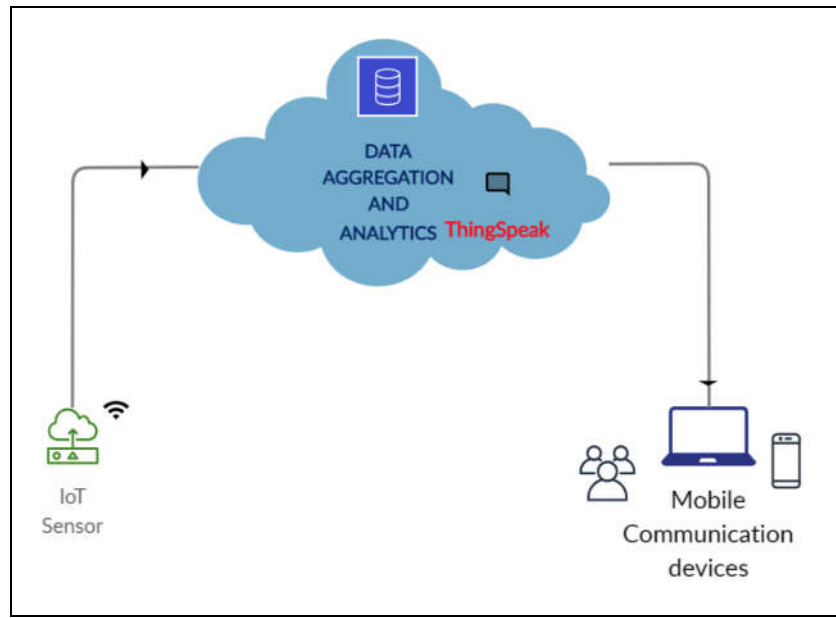 DATA
AGGREGATION
AND
ANALYTICS
ThingSpeak
IoT
Sensor
Mobile
Communication
devices